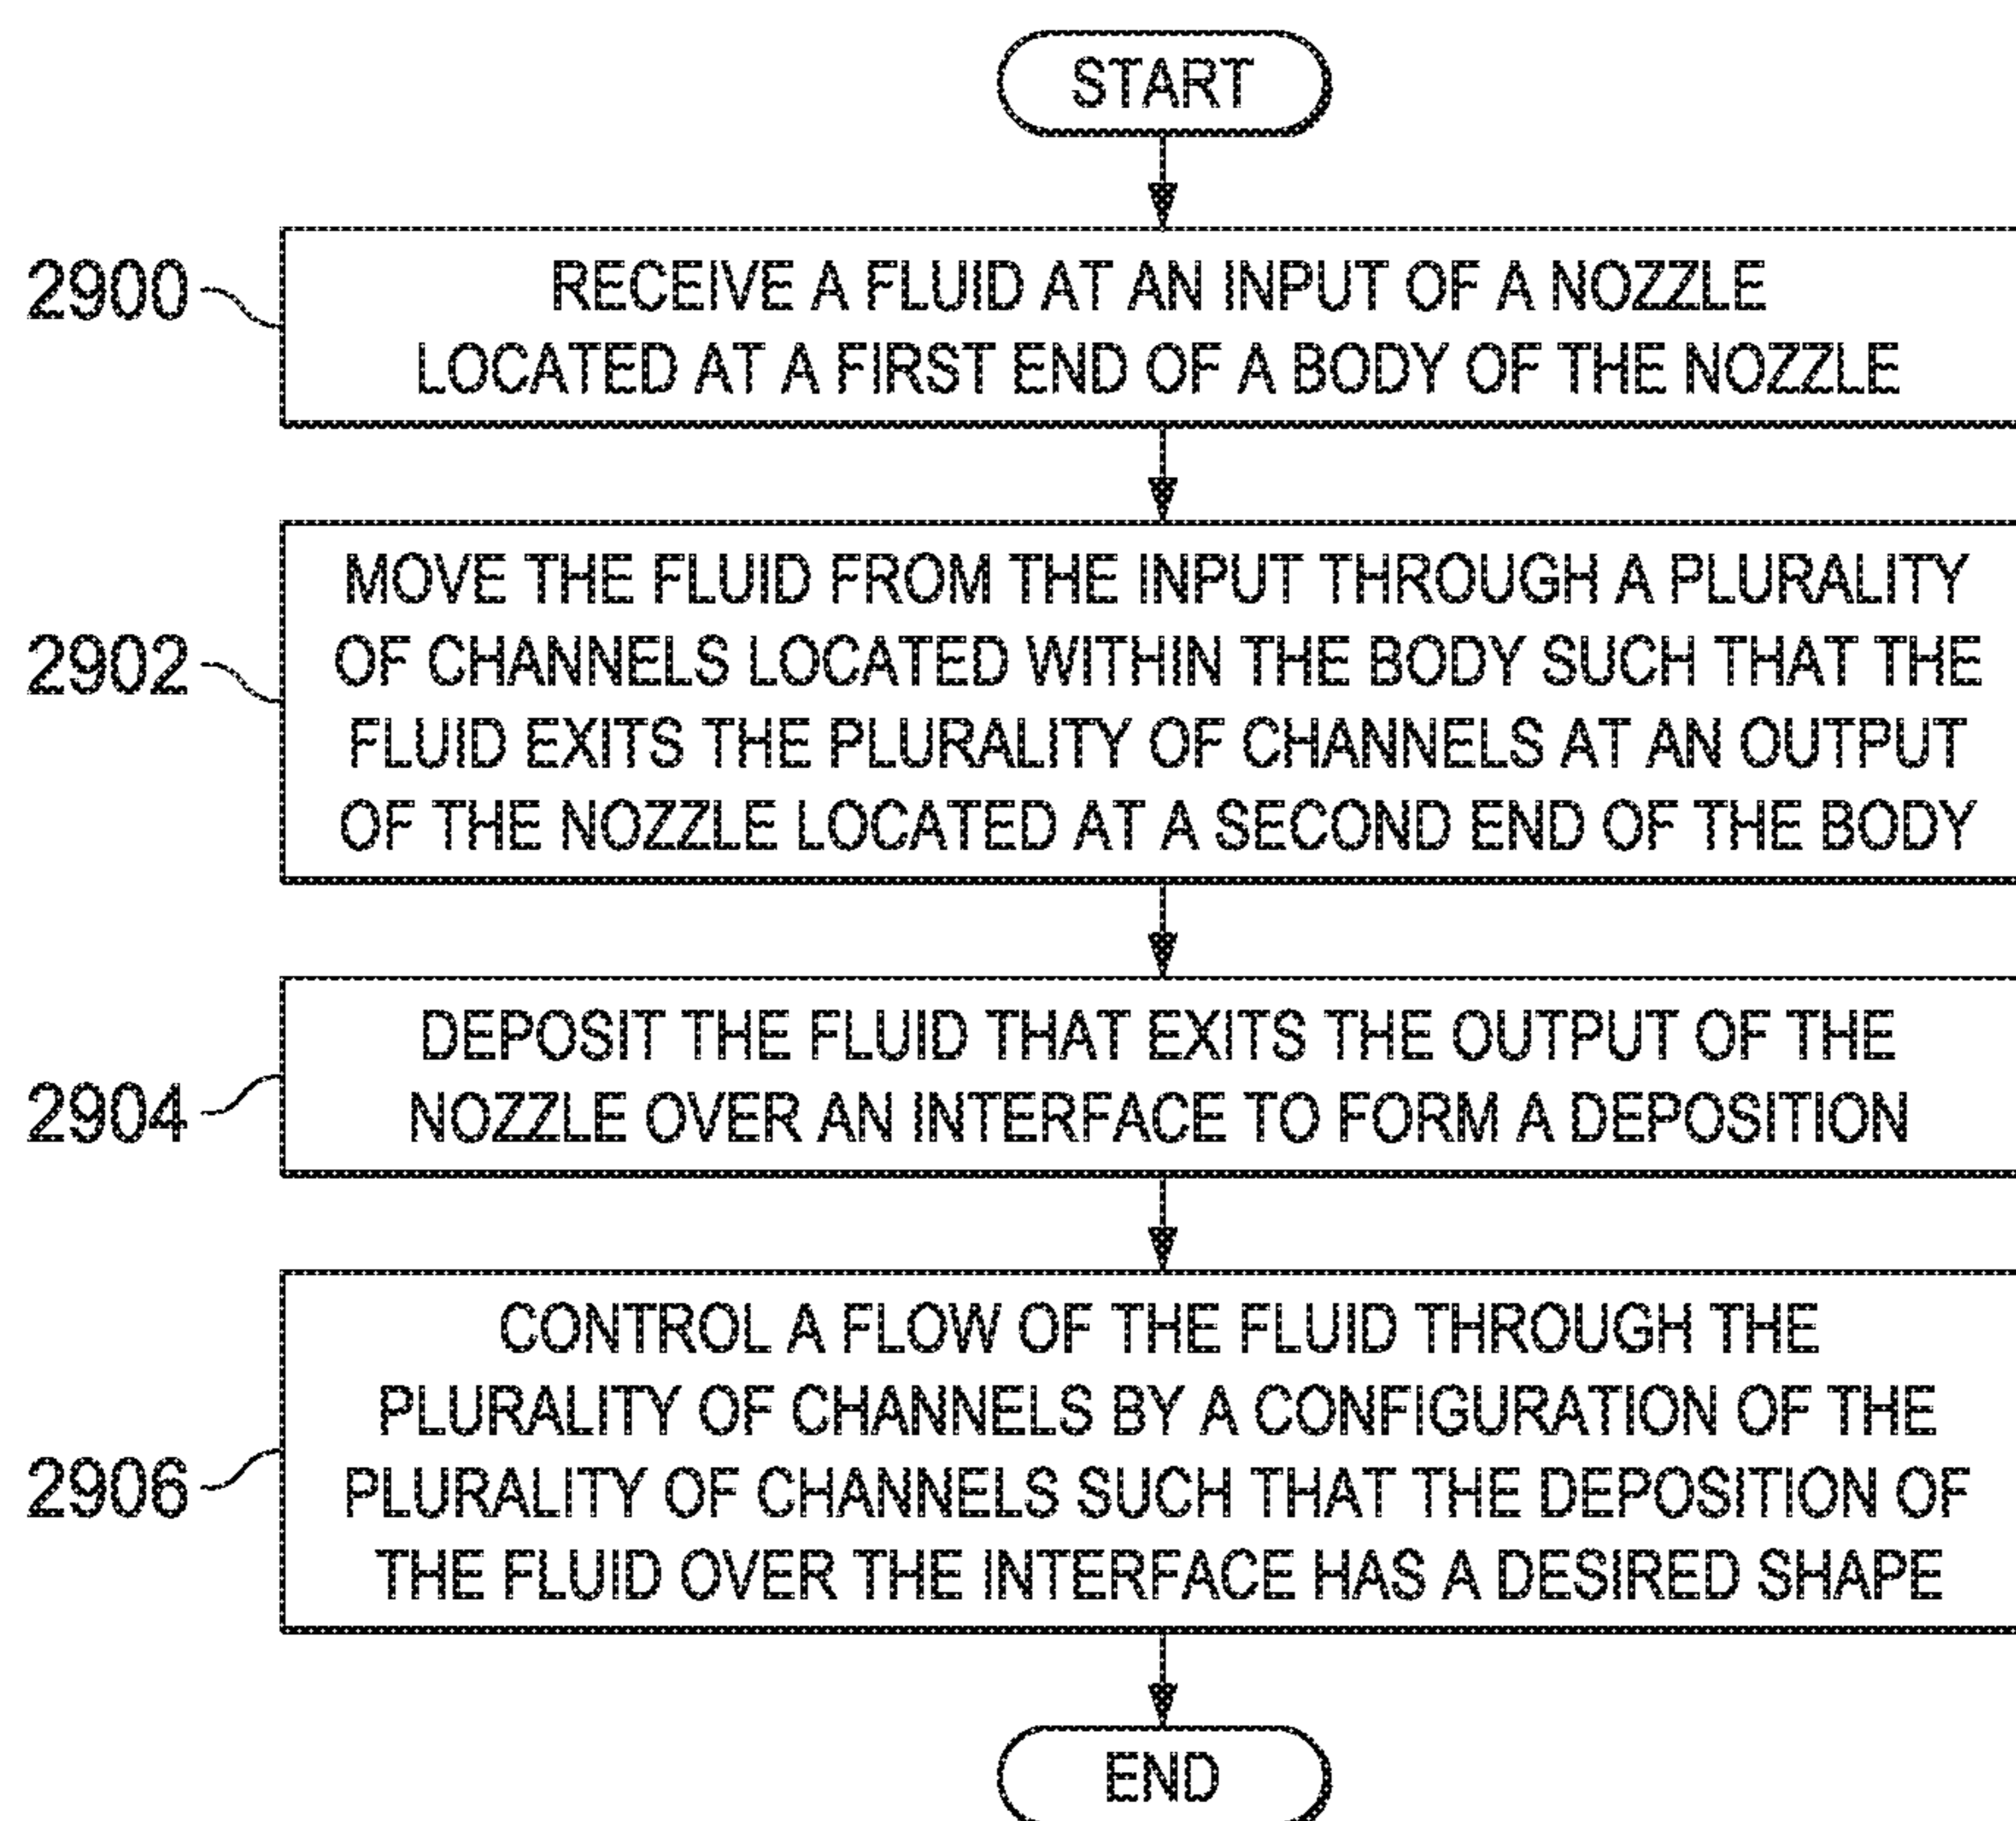 START
2900
RECEIVE A FLUID AT AN INPUT OF A NOZZLE
LOCATED AT A FIRST END OF A BODY OF THE NOZZLE
2902
MOVE THE FLUID FROM THE INPUT THROUGH A PLURALITY
OF CHANNELS LOCATED WITHIN THE BODY SUCH THAT THE
FLUID EXITS THE PLURALITY OF CHANNELS AT AN OUTPUT
OF THE NOZZLE LOCATED AT A SECOND END OF THE BODY
2904
DEPOSIT THE FLUID THAT EXITS THE OUTPUT OF THE
NOZZLE OVER AN INTERFACE TO FORM A DEPOSITION
2906
CONTROL A FLOW OF THE FLUID THROUGH THE
PLURALITY OF CHANNELS BY A CONFIGURATION OF THE
PLURALITY OF CHANNELS SUCH THAT THE DEPOSITION OF
THE FLUID OVER THE INTERFACE HAS A DESIRED SHAPE
END